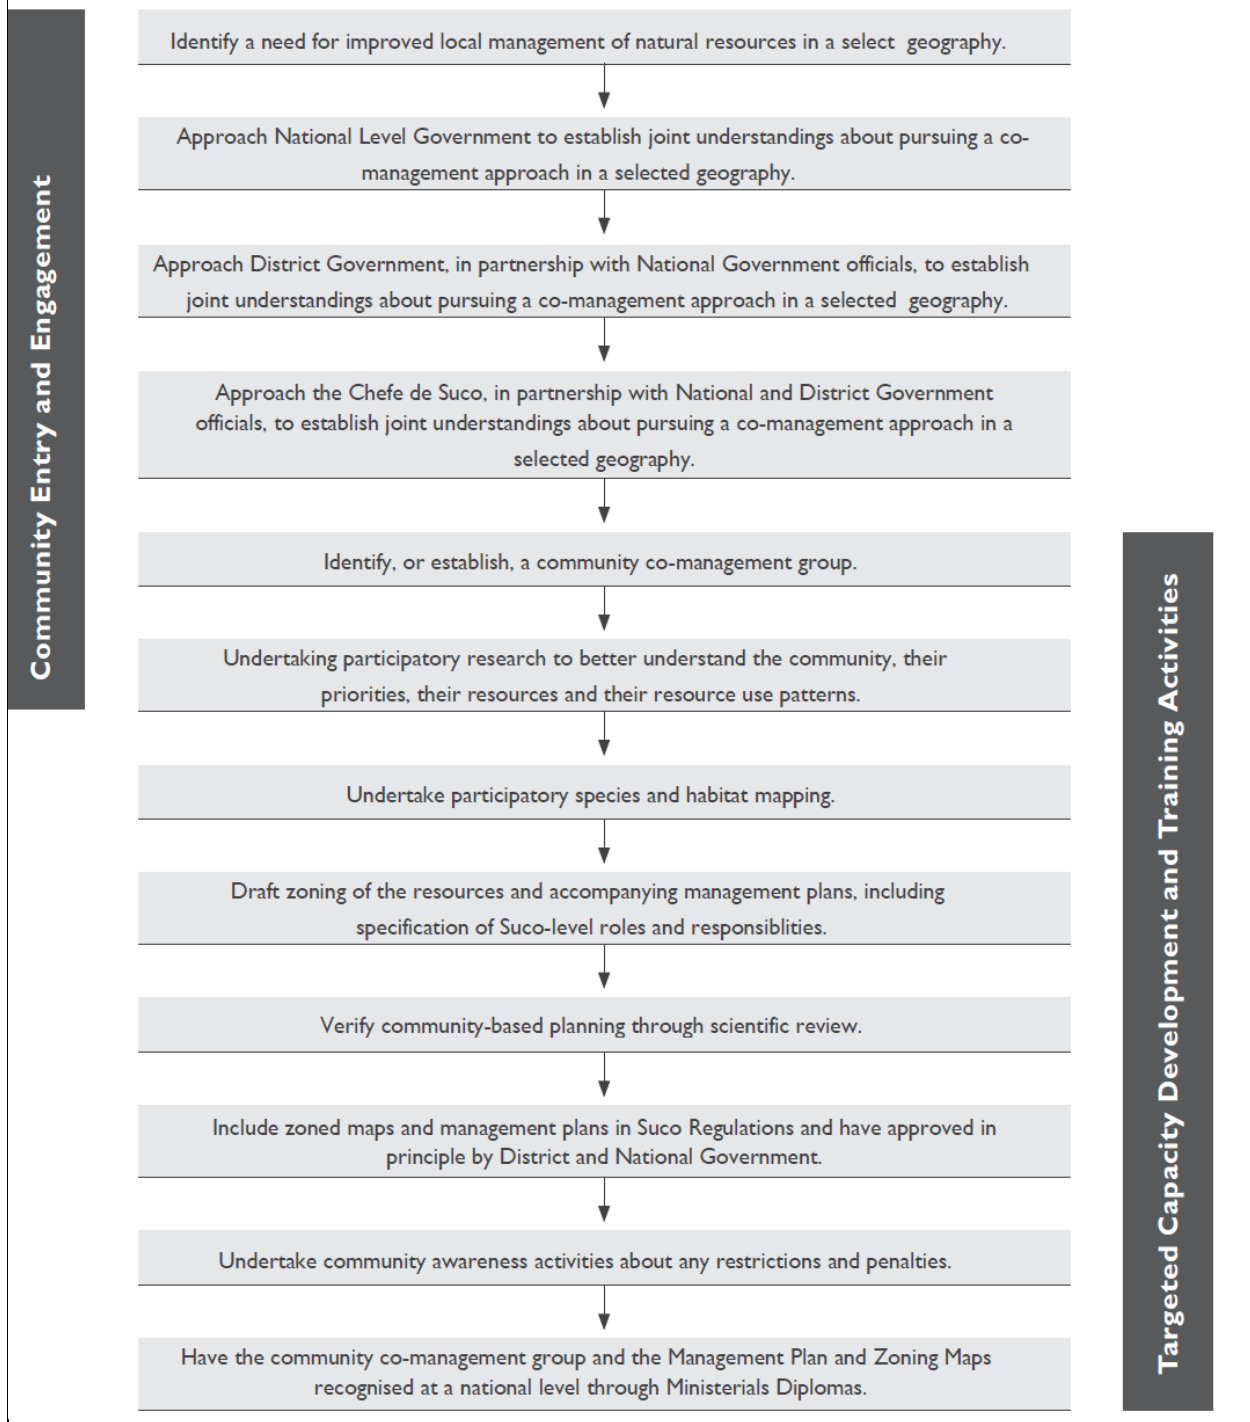 Community Entry and Engagement
Identify a need for improved local management of natural resources in a select geography.
Approach National Level Government to establish joint understandings about pursuing a co-
management approach in a selected geography.
Approach District Government, in partnership with National Government officials, to establish
joint understandings about pursuing a co-management approach in a selected geography.
Approach the Chefe de Suco, in partnership with National and District Government
officials, to establish joint understandings about pursuing a co-management approach in a
selected geography.
Identify, or establish, a community co-management group.
Undertaking participatory research to better understand the community, their
priorities, their resources and their resource use patterns.
Undertake participatory species and habitat mapping.
Draft zoning of the resources and accompanying management plans, including
specification of Suco-level roles and responsiblities.
Verify community-based planning through scientific review.
Include zoned maps and management plans in Suco Regulations and have approved in
principle by District and National Government.
Undertake community awareness activities about any restrictions and penalties.
Have the community co-management group and the Management Plan and Zoning Maps
recognised at a national level through Ministerials Diplomas.
Targeted Capacity Development and Training Activities